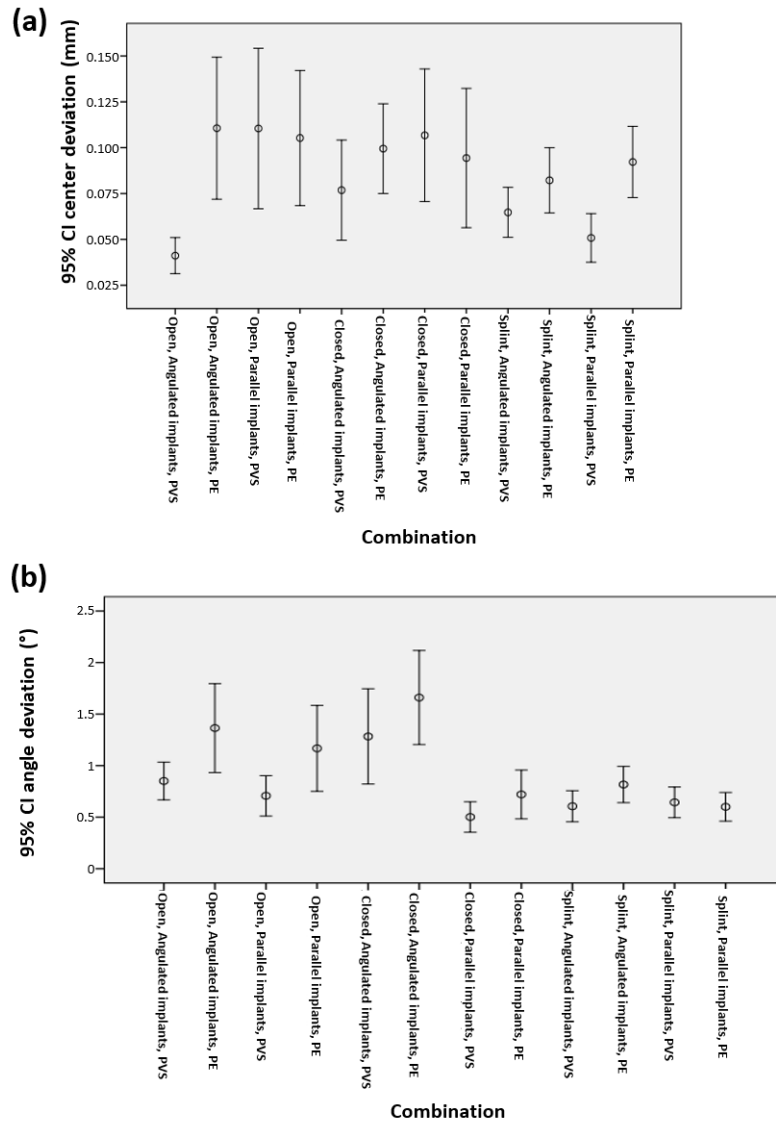 (a)
95% CI center deviation (mm)
0.150
0.125
0.100
0.075
0.050
0.025
Open, Angulated implants, PVS
Open, Angulated implants, PE
Open, Parallel implants, PVS
Open, Parallel implants, PE
Closed, Angulated implants, PVS
Closed, Angulated implants, PE
Closed, Parallel implants, PVS
Closed, Parallel implants, PE
Splint, Angulated implants, PVS
Splint, Angulated implants, PE
Splint, Parallel implants, PVS
Splint, Parallel implants, PE
Combination
(b)
95% CI angle deviation (°)
2.5
2
1.5
1
0.5
0
Open, Angulated implants, PVS
Open, Angulated implants, PE
Open, Parallel implants, PVS
Open, Parallel implants, PE
Closed, Angulated implants, PVS
Closed, Angulated implants, PE
Closed, Parallel implants, PVS
Closed, Parallel implants, PE
Splint, Angulated implants, PVS
Splint, Angulated implants, PE
Splint, Parallel implants, PVS
Splint, Parallel implants, PE
Combination